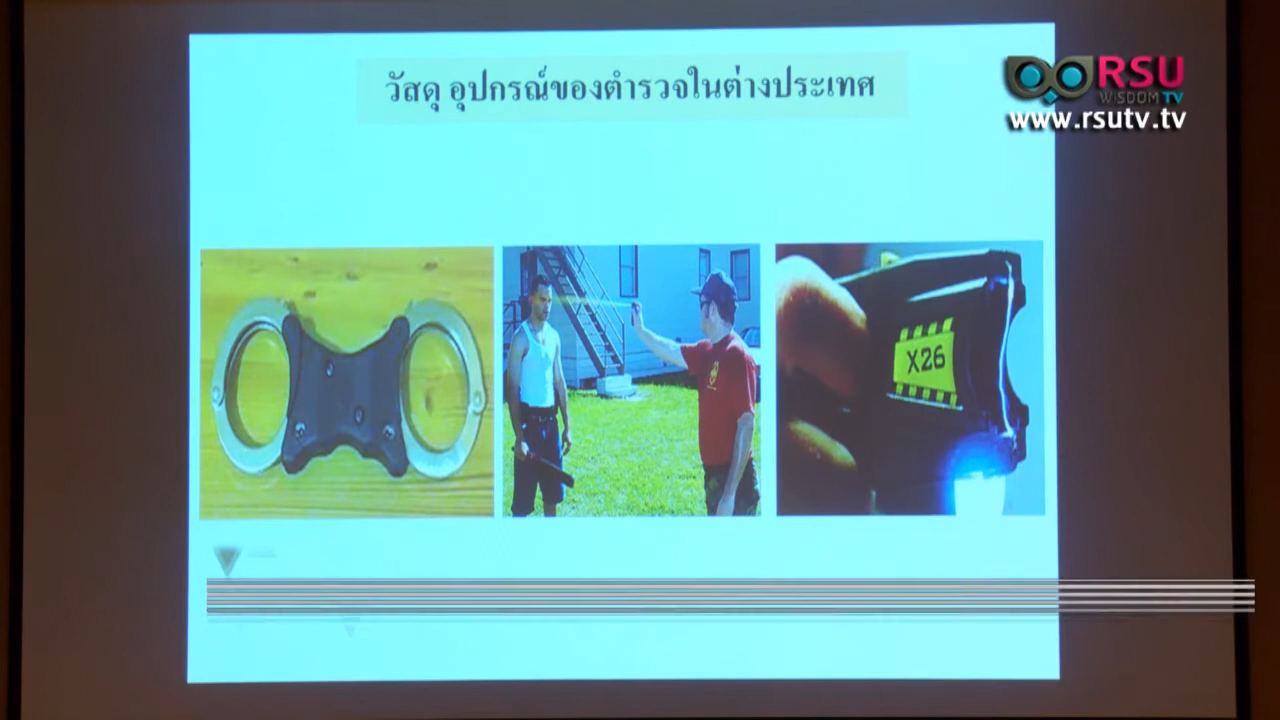 วัสดุ อุปกรณ์ของตำรวจในต่างประเทศ
RSU
WISDOM TV
www.rsutv.tv
X26